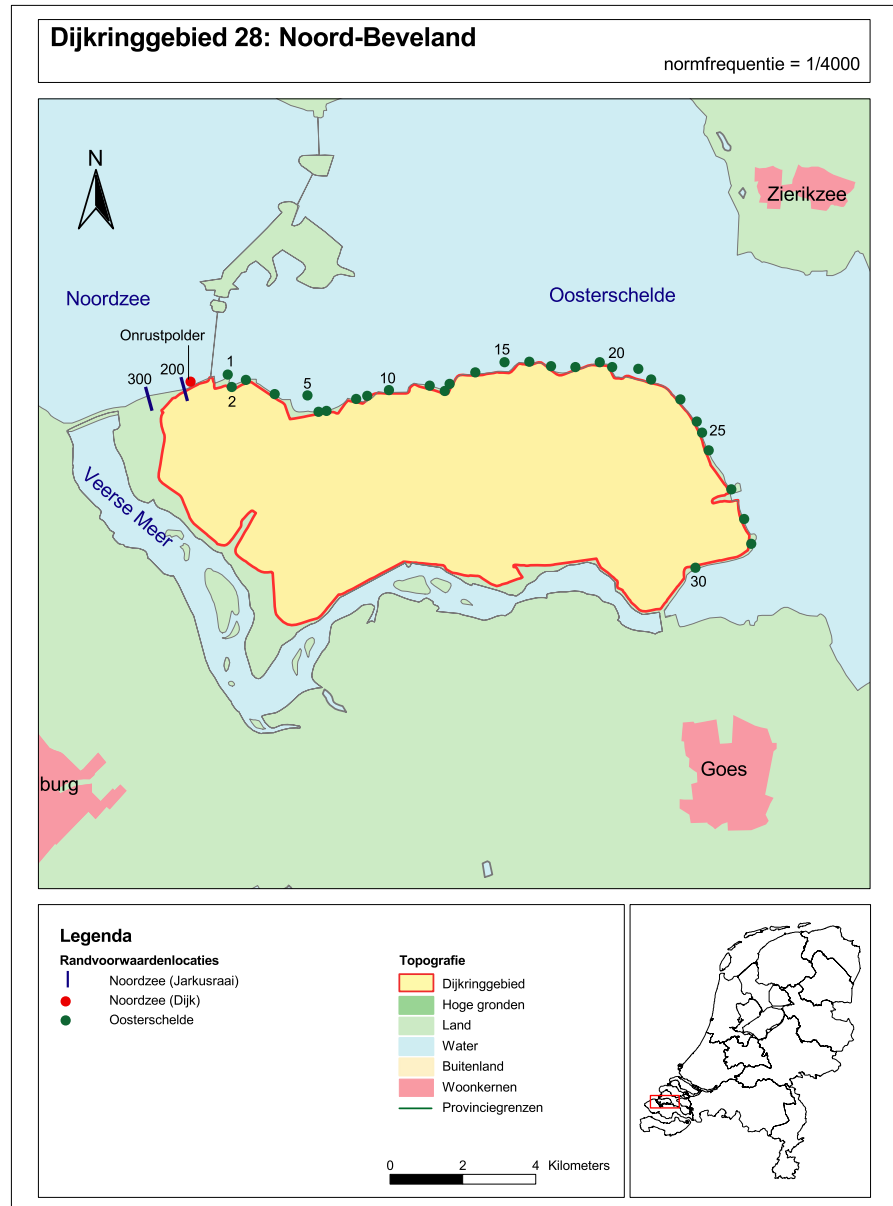 Dijkringgebied 28: Noord-Beveland
normfrequentie = 1/4000
N
Zierikzee
Noordzee
Oosterschelde
Onrustpolder
300
200
1
2
5
10
15
20
25
30
Veerse Meer
burg
Goes
Legenda
Randvoorwaardenlocaties
Noordzee (Jarkusraai)
Noordzee (Dijk)
Oosterschelde
Topografie
Dijkringgebied
Hoge gronden
Land
Water
Buitenland
Woonkernen
Provinciegrenzen
0 2 4 Kilometers